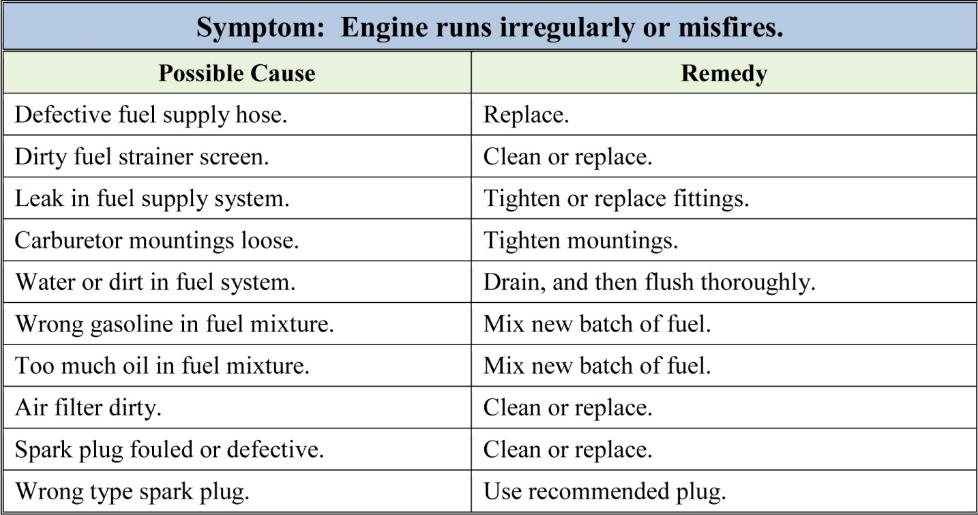 Symptom:  Engine runs irregularly or misfires.
Possible Cause Remedy
Defective fuel supply hose. Replace.
Dirty fuel strainer screen. Clean or replace.
Leak in fuel supply system. Tighten or replace fittings.
Carburetor mountings loose. Tighten mountings.
Water or dirt in fuel system. Drain, and then flush thoroughly.
Wrong gasoline in fuel mixture. Mix new batch of fuel.
Too much oil in fuel mixture. Mix new batch of fuel.
Air filter dirty. Clean or replace.
Spark plug fouled or defective. Clean or replace.
Wrong type spark plug. Use recommended plug.